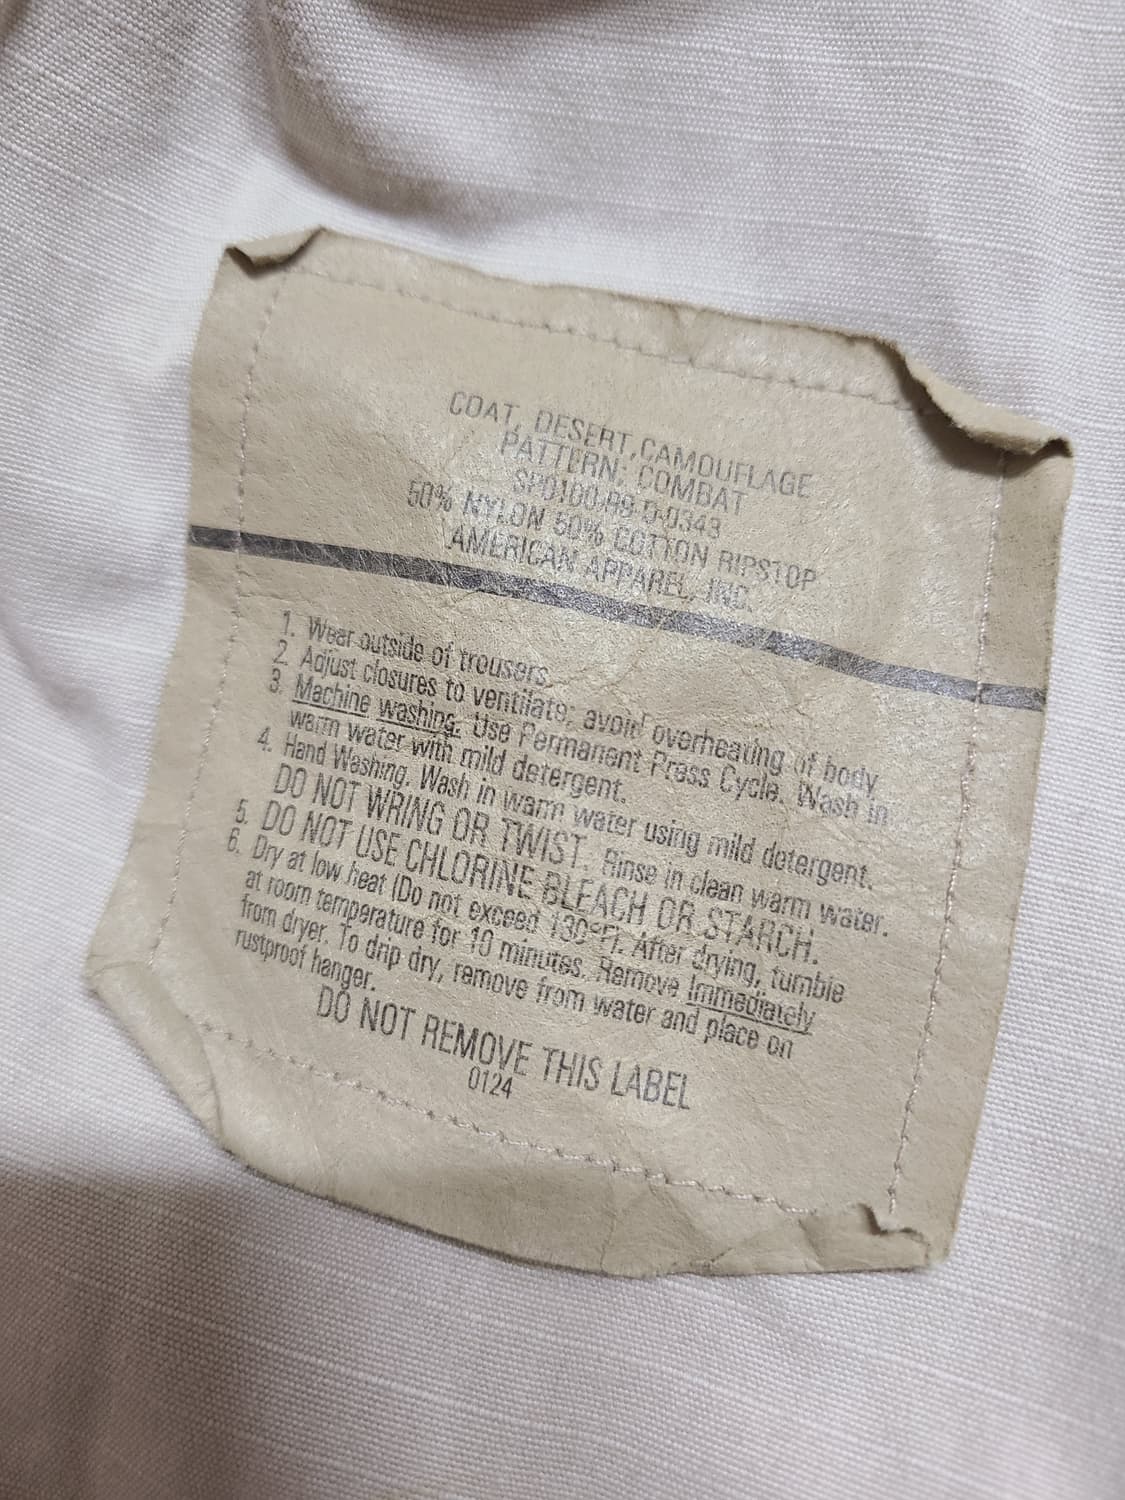 COAT, DESERT, CAMOUFLAGE
PATTERN: COMBAT
SP0100-99-D-0343
50% NYLON 50% COTTON RIPSTOP
AMERICAN APPAREL, INC.
1. Wear outside of trousers.
2. Adjust closures to ventilate; avoid overheating of body
3. Machine washing. Use Permanent Press Cycle. Wash in
warm water with mild detergent.
4. Hand Washing. Wash in warm water using mild detergent.
DO NOT WRING OR TWIST. Rinse in clean warm water.
5. DO NOT USE CHLORINE BLEACH OR STARCH.
6. Dry at low heat (Do not exceed 130°F). After drying, tumble
at room temperature for 10 minutes. Remove Immediately
from dryer. To drip dry, remove from water and place on
rustproof hanger.
DO NOT REMOVE THIS LABEL
0124